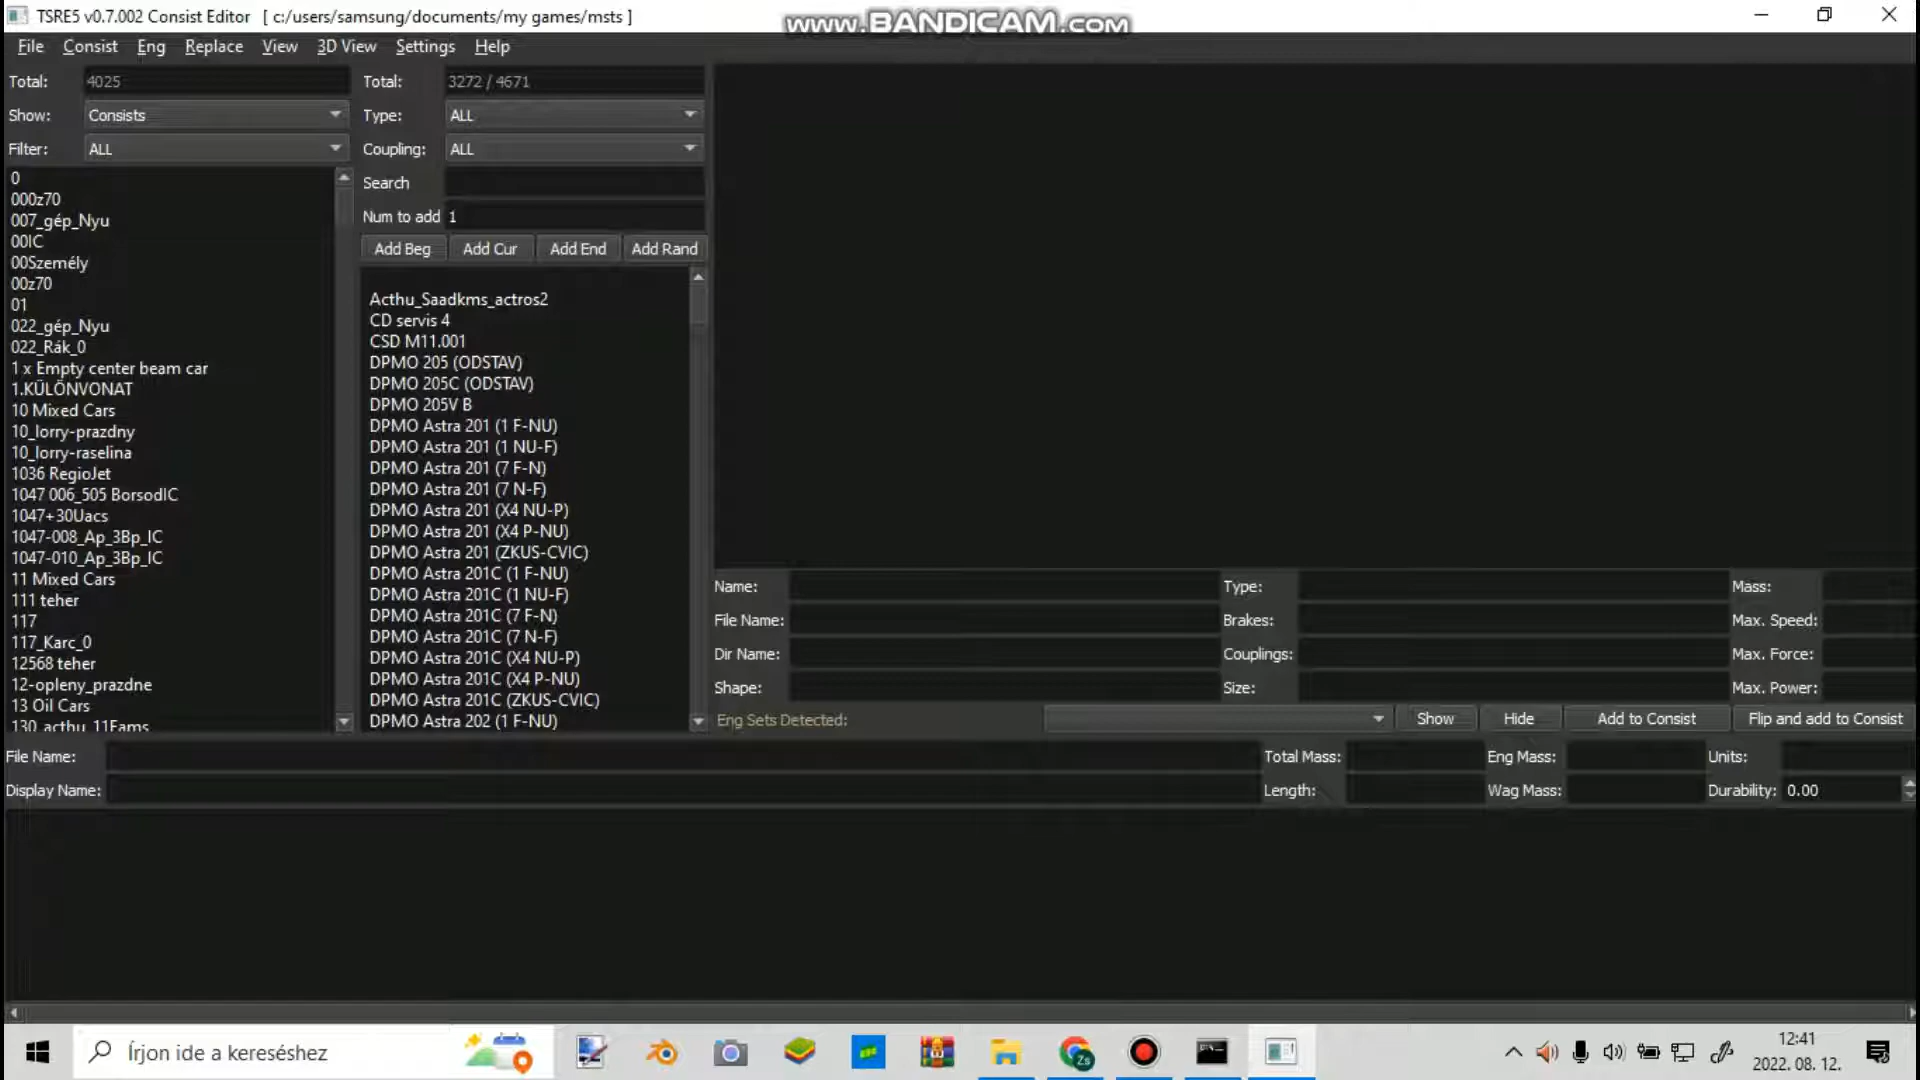 TSRE5 v0.7.002 Consist Editor [ c:/users/samsung/documents/my games/msts ]
www.BANDICAM.com
File Consist Eng Replace View 3D View Settings Help
Total: 4025
Show: Consists
Filter: ALL
0
000z70
007_gép_Nyu
00IC
00Személy
00z70
01
022_gép_Nyu
022_Rák_0
1 x Empty center beam car
1.KÜLÖNVONAT
10 Mixed Cars
10_lorry-prazdny
10_lorry-raselina
1036 RegioJet
1047 006_505 BorsodIC
1047+30Uacs
1047-008_Ap_3Bp_IC
1047-010_Ap_3Bp_IC
11 Mixed Cars
111 teher
117
117_Karc_0
12568 teher
12-opleny_prazdne
13 Oil Cars
130_acthu_11Eams
Total: 3272 / 4671
Type: ALL
Coupling: ALL
Search
Num to add 1
Add Beg Add Cur Add End Add Rand
Acthu_Saadkms_actros2
CD servis 4
CSD M11.001
DPMO 205 (ODSTAV)
DPMO 205C (ODSTAV)
DPMO 205V B
DPMO Astra 201 (1 F-NU)
DPMO Astra 201 (1 NU-F)
DPMO Astra 201 (7 F-N)
DPMO Astra 201 (7 N-F)
DPMO Astra 201 (X4 NU-P)
DPMO Astra 201 (X4 P-NU)
DPMO Astra 201 (ZKUS-CVIC)
DPMO Astra 201C (1 F-NU)
DPMO Astra 201C (1 NU-F)
DPMO Astra 201C (7 F-N)
DPMO Astra 201C (7 N-F)
DPMO Astra 201C (X4 NU-P)
DPMO Astra 201C (X4 P-NU)
DPMO Astra 201C (ZKUS-CVIC)
DPMO Astra 202 (1 F-NU)
Name: Type: Mass:
File Name: Brakes: Max. Speed:
Dir Name: Couplings: Max. Force:
Shape: Size: Max. Power:
Eng Sets Detected: Show Hide Add to Consist Flip and add to Consist
File Name: Total Mass: Eng Mass: Units:
Display Name: Length: Wag Mass: Durability: 0.00
Írjon ide a kereséshez
Zs
12:41
2022. 08. 12.